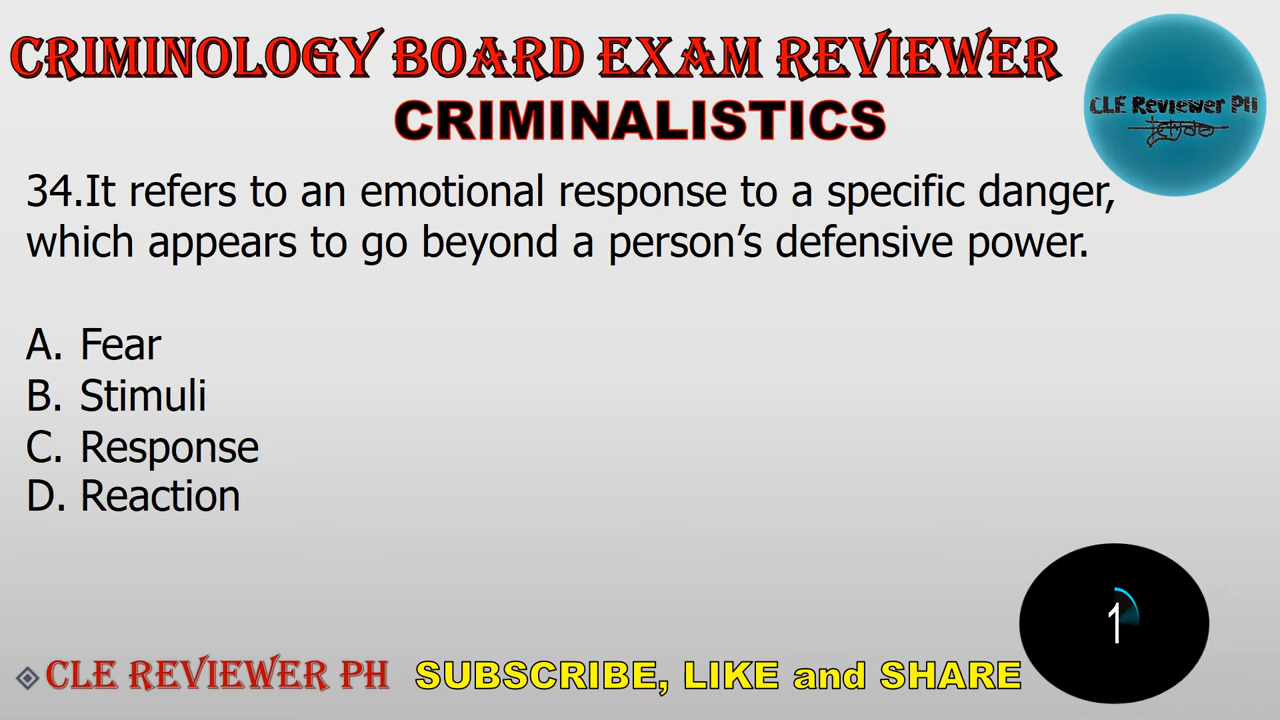 CRIMINOLOGY BOARD EXAM REVIEWER
CLE Reviewer PH
CRIMINALISTICS
34.It refers to an emotional response to a specific danger,
which appears to go beyond a person’s defensive power.
A. Fear
B. Stimuli
C. Response
D. Reaction
1
CLE REVIEWER PH SUBSCRIBE, LIKE and SHARE